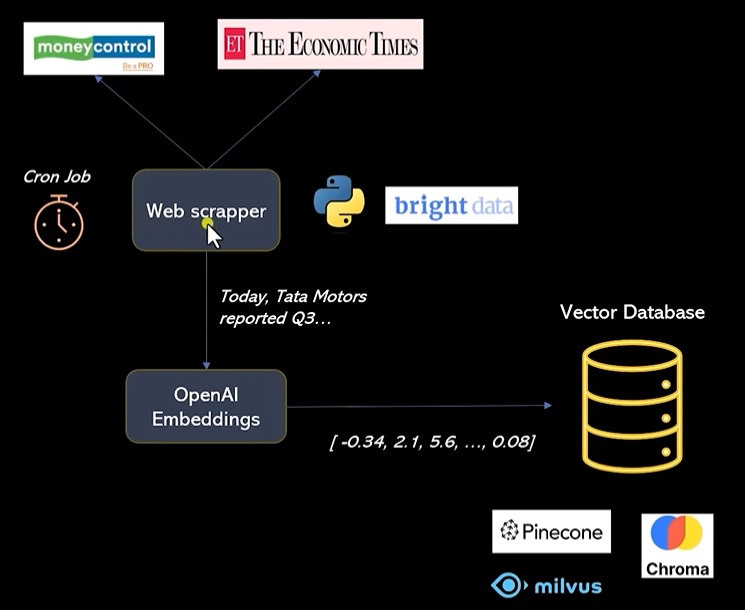 moneycontrol
Be a PRO
ET THE ECONOMIC TIMES
Cron Job
Web scrapper
bright data
Today, Tata Motors
reported Q3...
Vector Database
OpenAI
Embeddings
[ -0.34, 2.1, 5.6, ..., 0.08]
Pinecone
Chroma
milvus